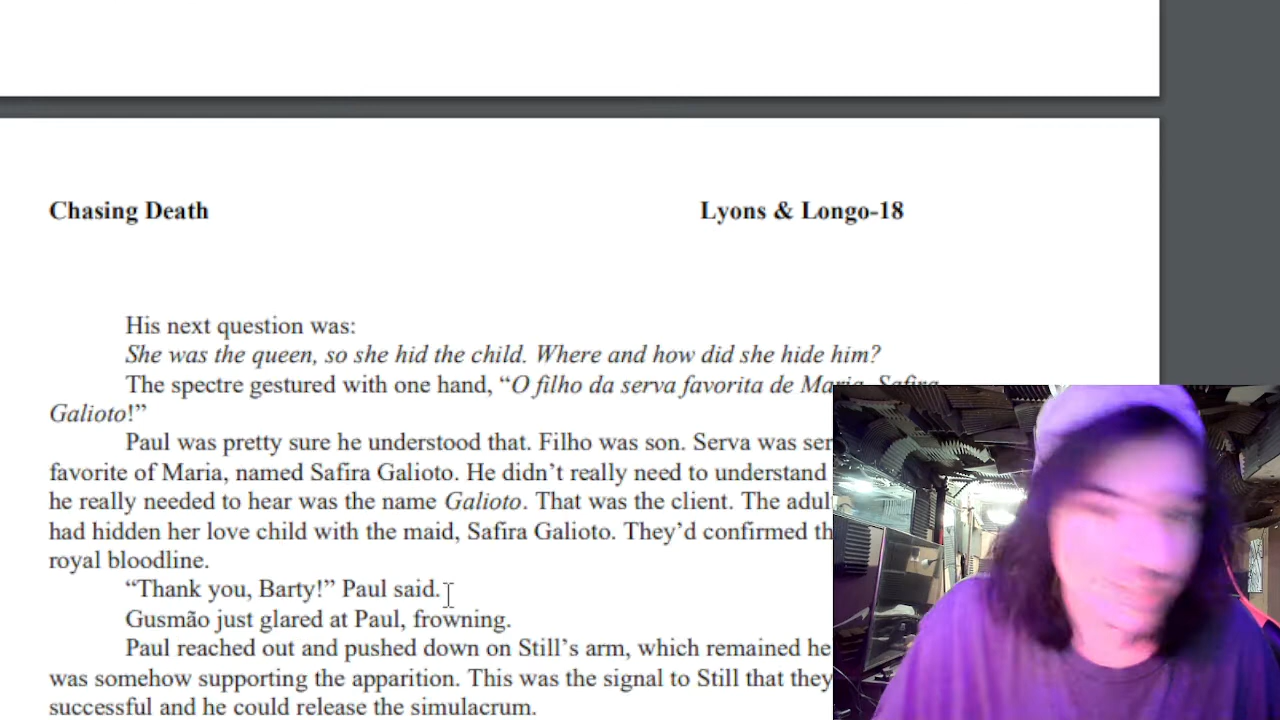 Chasing Death Lyons & Longo-18
His next question was:
She was the queen, so she hid the child. Where and how did she hide him?
The spectre gestured with one hand, “O filho da serva favorita de Maria, Safira
Galioto!”
Paul was pretty sure he understood that. Filho was son. Serva was
favorite of Maria, named Safira Galioto. He didn’t really need to understand
he really needed to hear was the name Galioto. That was the client. The
had hidden her love child with the maid, Safira Galioto. They’d confirmed
royal bloodline.
“Thank you, Barty!” Paul said.
Gusmão just glared at Paul, frowning.
Paul reached out and pushed down on Still’s arm, which remained
was somehow supporting the apparition. This was the signal to Still that they
successful and he could release the simulacrum.